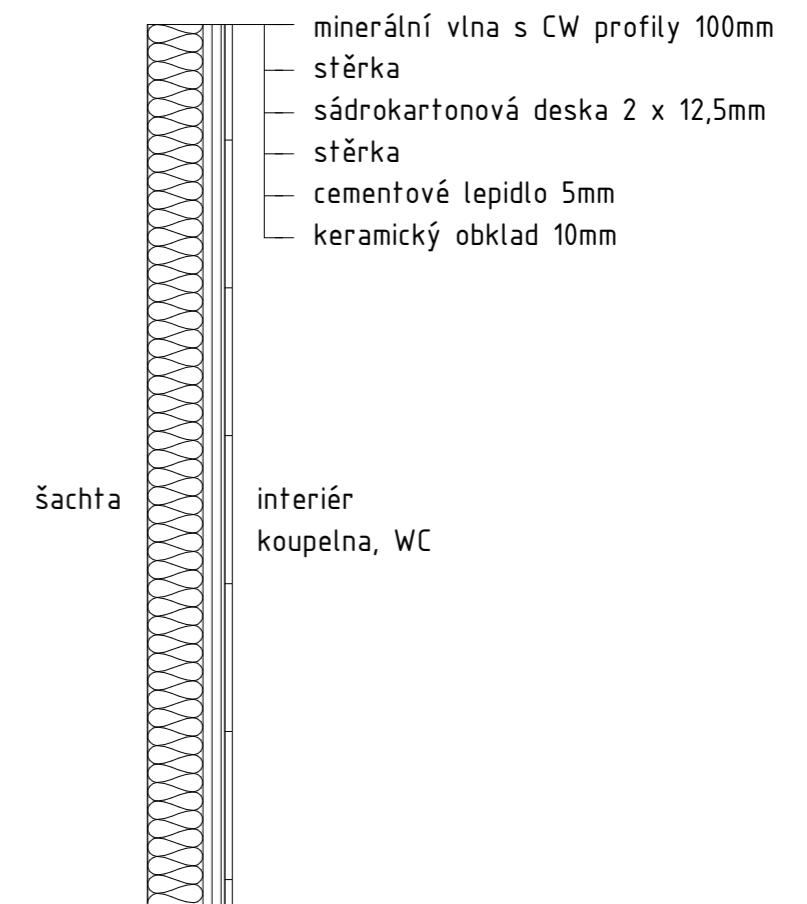 minerální vlna s CW profily 100mm
stěrka
sádrokartonová deska 2 x 12,5mm
stěrka
cementové lepidlo 5mm
keramický obklad 10mm
šachta
interiér
koupelna, WC